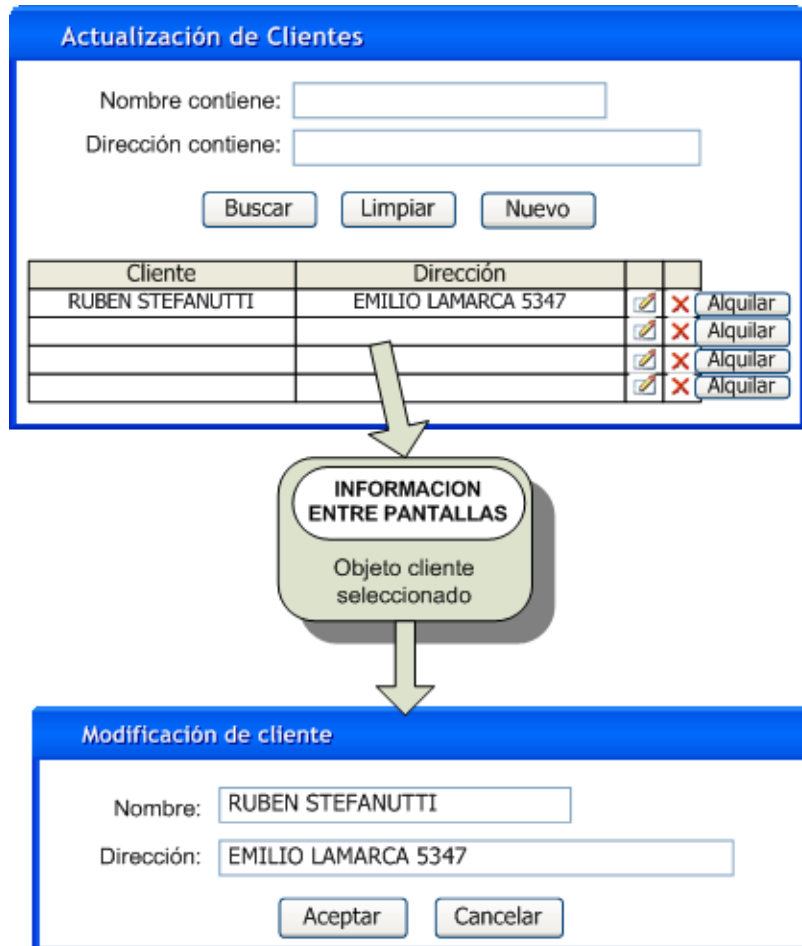 Actualización de Clientes
Nombre contiene:
Dirección contiene:
Buscar Limpiar Nuevo
Cliente Dirección
RUBEN STEFANUTTI EMILIO LAMARCA 5347 Alquilar
Alquilar
Alquilar
Alquilar
INFORMACION
ENTRE PANTALLAS
Objeto cliente
seleccionado
Modificación de cliente
Nombre: RUBEN STEFANUTTI
Dirección: EMILIO LAMARCA 5347
Aceptar Cancelar